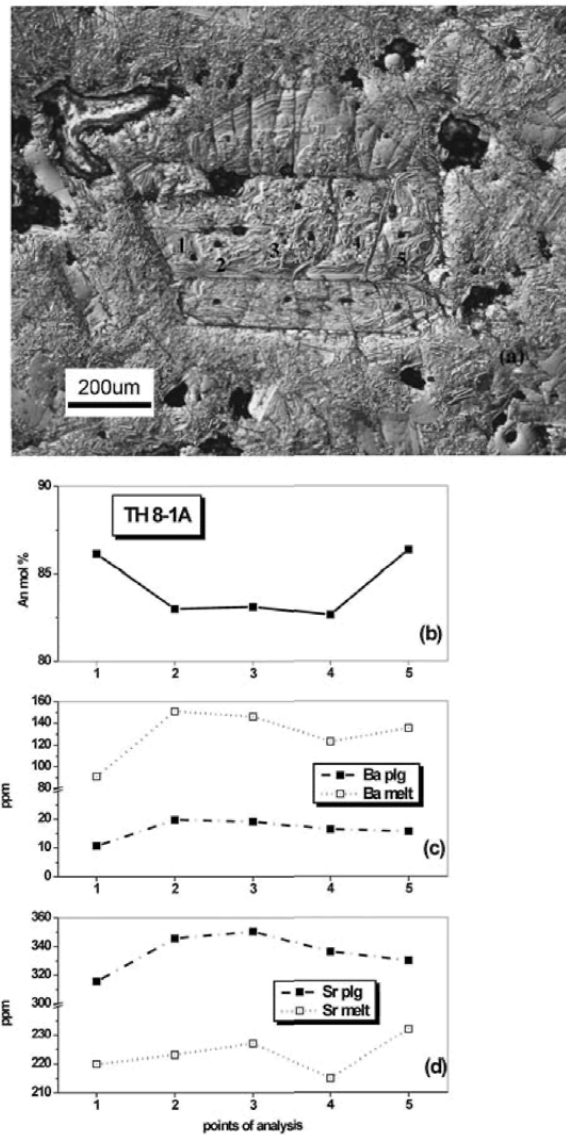 1
2
3
4
5
(a)
200um
90
TH 8-1A
85
An mol %
80
(b)
1 2 3 4 5
160
140
120
100
80
Ba plg
Ba melt
ppm
20
10
0
(c)
1 2 3 4 5
360
340
320
300
Sr plg
Sr melt
ppm
230
220
210
(d)
1 2 3 4 5
points of analysis